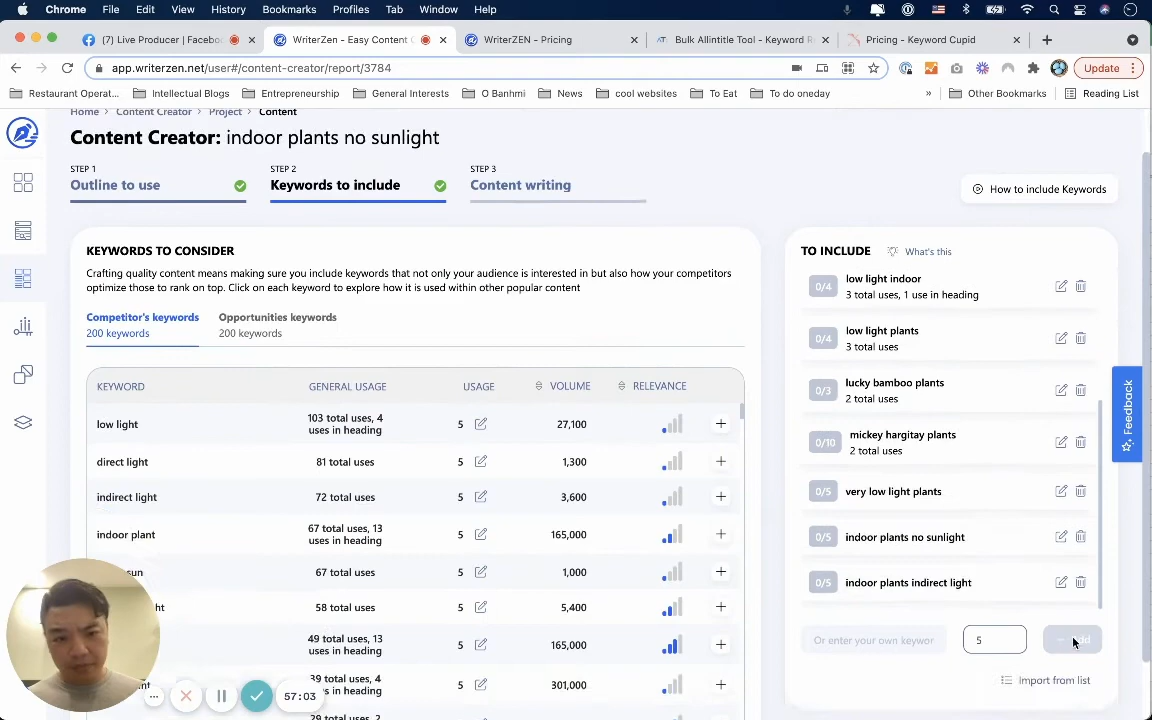 Chrome File Edit View History Bookmarks Profiles Tab Window Help
(7) Live Producer | Faceboo
WriterZEN - Easy Content C
WriterZEN - Pricing
Bulk Allintitle Tool - Keyword R
Pricing - Keyword Cupid
app.writerzen.net/user#/content-creator/report/3784
Update
Restaurant Operat... Intellectual Blogs Entrepreneurship General Interests O Banhmi News cool websites To Eat To do oneday » Other Bookmarks Reading List
Home > Content Creator > Project > Content
Content Creator: indoor plants no sunlight
STEP 1
Outline to use
STEP 2
Keywords to include
STEP 3
Content writing
How to include Keywords
KEYWORDS TO CONSIDER
Crafting quality content means making sure you include keywords that not only your audience is interested in but also how your competitors
optimize those to rank on top. Click on each keyword to explore how it is used within other popular content
Competitor's keywords
200 keywords
Opportunities keywords
200 keywords
KEYWORD GENERAL USAGE USAGE VOLUME RELEVANCE
low light 103 total uses, 4 uses in heading 5 27,100 +
direct light 81 total uses 5 1,300 +
indirect light 72 total uses 5 3,600 +
indoor plant 67 total uses, 13 uses in heading 5 165,000 +
sun 67 total uses 5 1,000 +
ht 58 total uses 5 5,400 +
49 total uses, 13 uses in heading 5 165,000 +
nt 39 total uses, 4 uses in heading 5 301,000 +
29 total uses, 2
TO INCLUDE
What's this
0/4 low light indoor
3 total uses, 1 use in heading
0/4 low light plants
3 total uses
0/3 lucky bamboo plants
2 total uses
0/10 mickey hargitay plants
2 total uses
0/5 very low light plants
0/5 indoor plants no sunlight
0/5 indoor plants indirect light
Or enter your own keywor 5
Import from list
Feedback
57:03